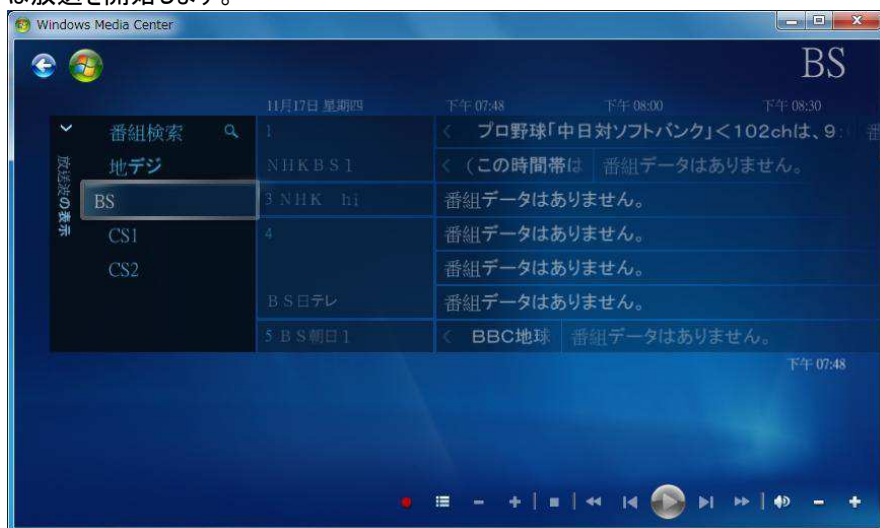 は放送を開始します。
Windows Media Center
BS
11月17日 星期四
下午 07:48
下午 08:00
下午 08:30
番組検索
1
プロ野球「中日対ソフトバンク」<102chは、9:
番
放送波の表示
地デジ
NHKBS1
(この時間帯は
番組データはありません。
BS
3 NHK hi
番組データはありません。
CS1
4
番組データはありません。
CS2
番組データはありません。
BS日テレ
番組データはありません。
5 BS朝日1
BBC地球
番組データはありません。
下午 07:48